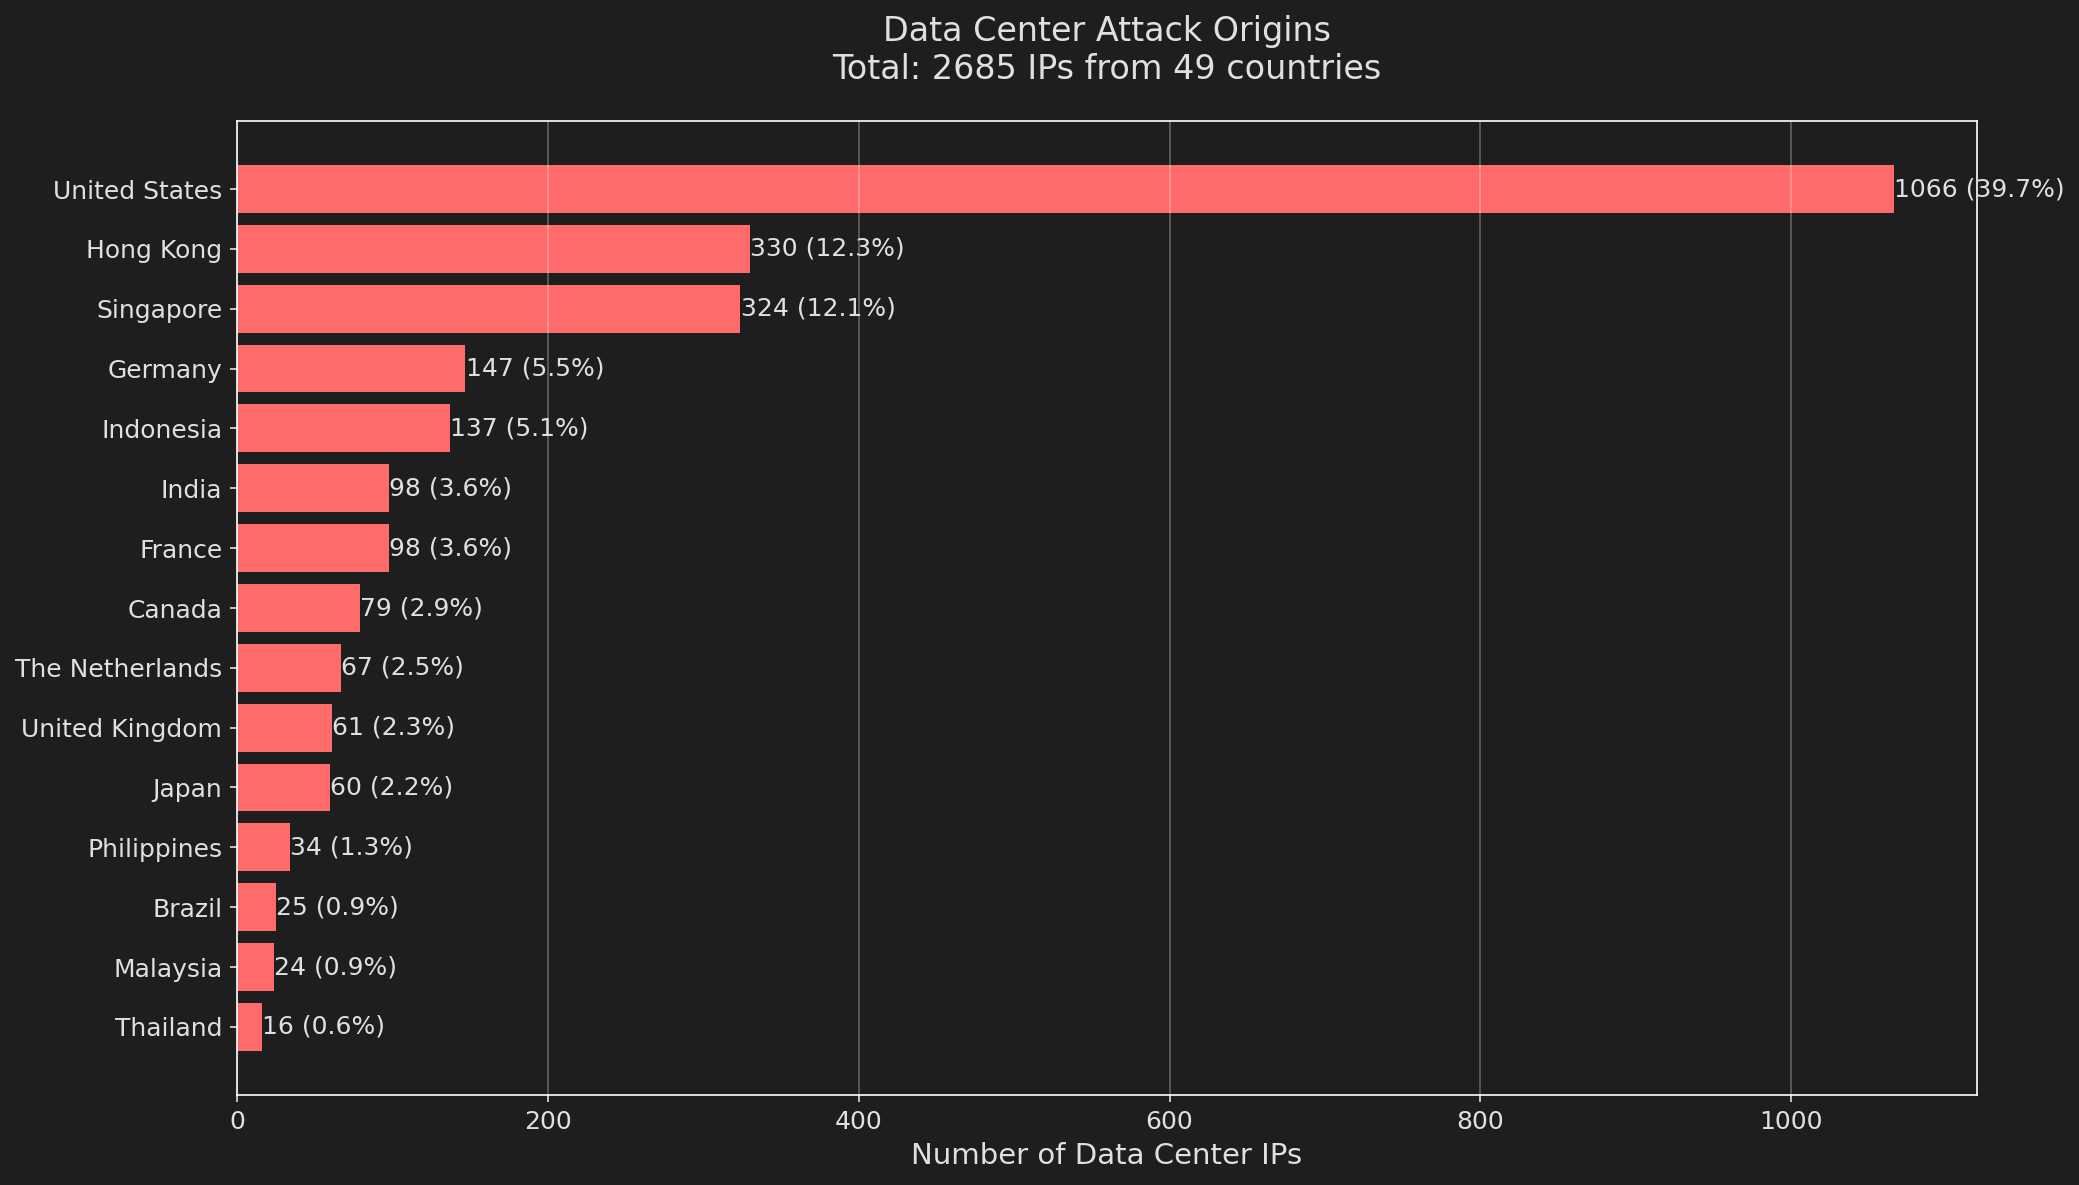 Data Center Attack Origins
Total: 2685 IPs from 49 countries
United States 1066 (39.7%)
Hong Kong 330 (12.3%)
Singapore 324 (12.1%)
Germany 147 (5.5%)
Indonesia 137 (5.1%)
India 98 (3.6%)
France 98 (3.6%)
Canada 79 (2.9%)
The Netherlands 67 (2.5%)
United Kingdom 61 (2.3%)
Japan 60 (2.2%)
Philippines 34 (1.3%)
Brazil 25 (0.9%)
Malaysia 24 (0.9%)
Thailand 16 (0.6%)
0 200 400 600 800 1000
Number of Data Center IPs